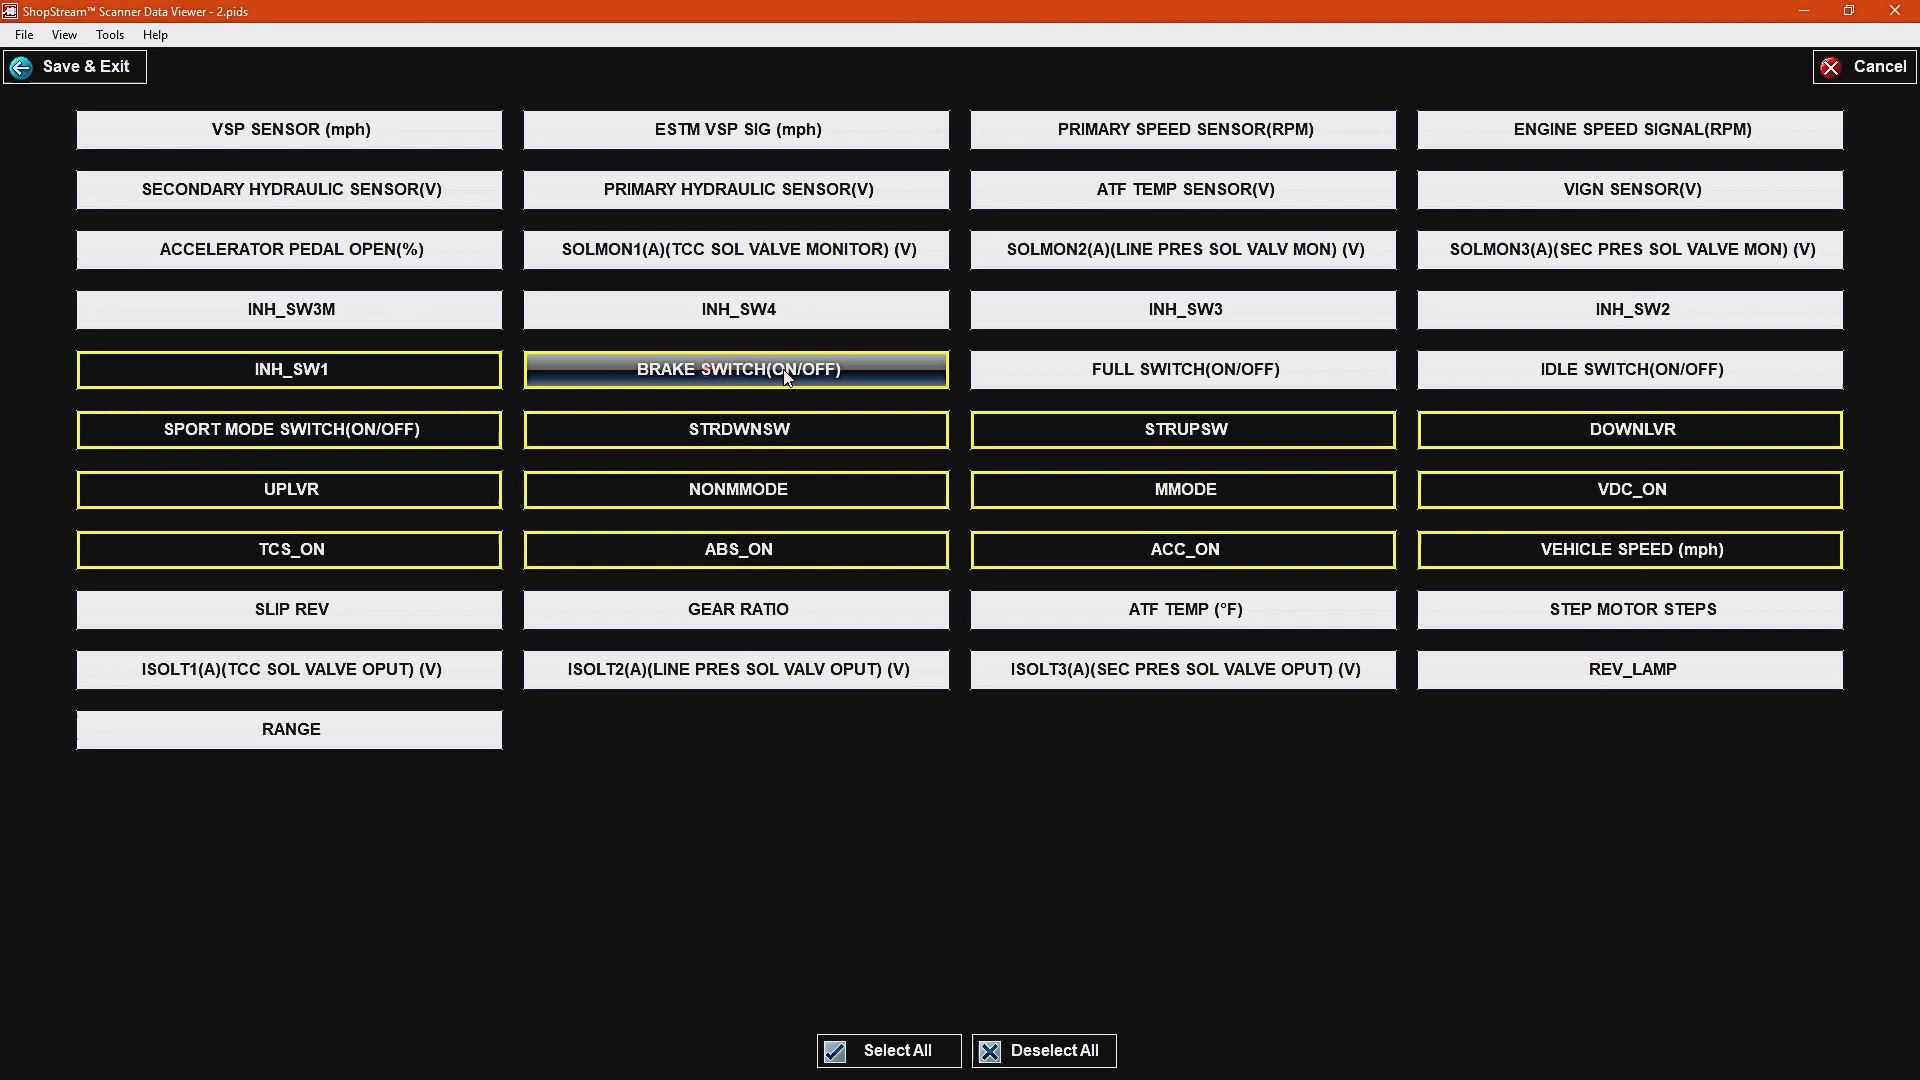 ShopStream™ Scanner Data Viewer - 2.pids
File View Tools Help
Save & Exit
Cancel
VSP SENSOR (mph)
ESTM VSP SIG (mph)
PRIMARY SPEED SENSOR(RPM)
ENGINE SPEED SIGNAL(RPM)
SECONDARY HYDRAULIC SENSOR(V)
PRIMARY HYDRAULIC SENSOR(V)
ATF TEMP SENSOR(V)
VIGN SENSOR(V)
ACCELERATOR PEDAL OPEN(%)
SOLMON1(A)(TCC SOL VALVE MONITOR) (V)
SOLMON2(A)(LINE PRES SOL VALV MON) (V)
SOLMON3(A)(SEC PRES SOL VALVE MON) (V)
INH_SW3M
INH_SW4
INH_SW3
INH_SW2
INH_SW1
BRAKE SWITCH(ON/OFF)
FULL SWITCH(ON/OFF)
IDLE SWITCH(ON/OFF)
SPORT MODE SWITCH(ON/OFF)
STRDWNSW
STRUPSW
DOWNLVR
UPLVR
NONMMODE
MMODE
VDC_ON
TCS_ON
ABS_ON
ACC_ON
VEHICLE SPEED (mph)
SLIP REV
GEAR RATIO
ATF TEMP (°F)
STEP MOTOR STEPS
ISOLT1(A)(TCC SOL VALVE OPUT) (V)
ISOLT2(A)(LINE PRES SOL VALV OPUT) (V)
ISOLT3(A)(SEC PRES SOL VALVE OPUT) (V)
REV_LAMP
RANGE
Select All
Deselect All